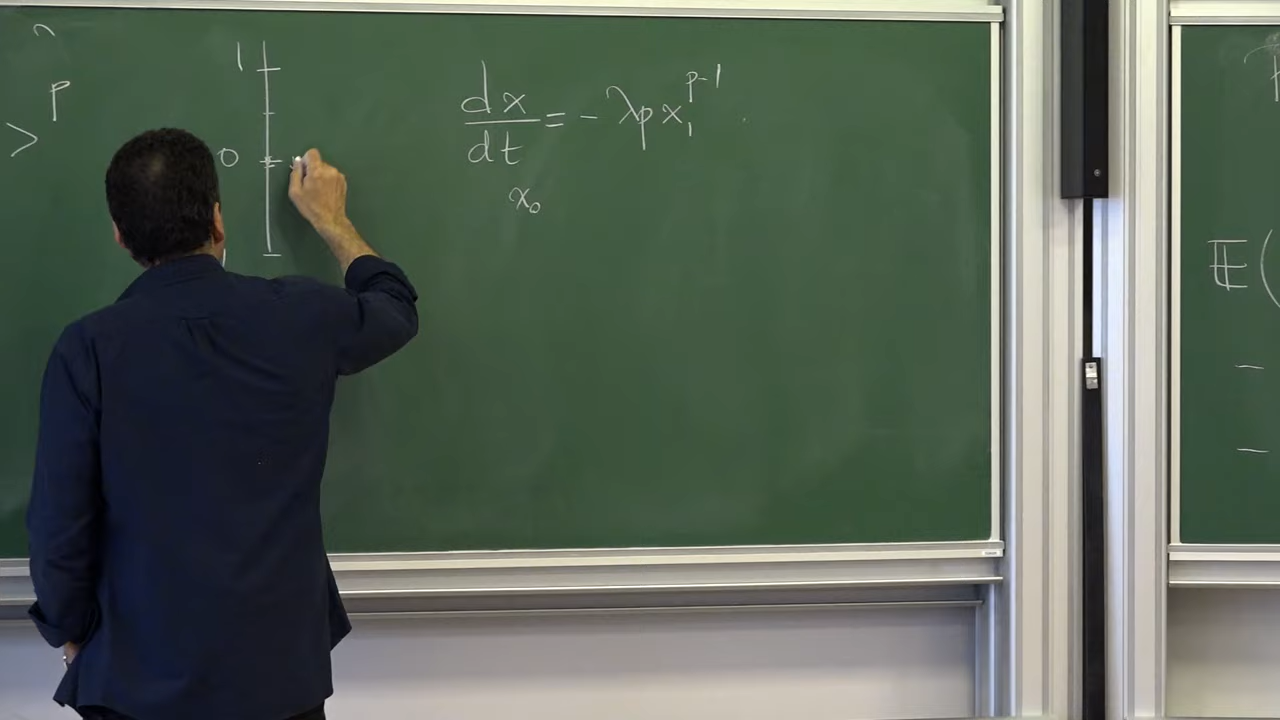 > p
1
0
dx/dt = - λp x₁^{p-1}
x₀
𝔼 (